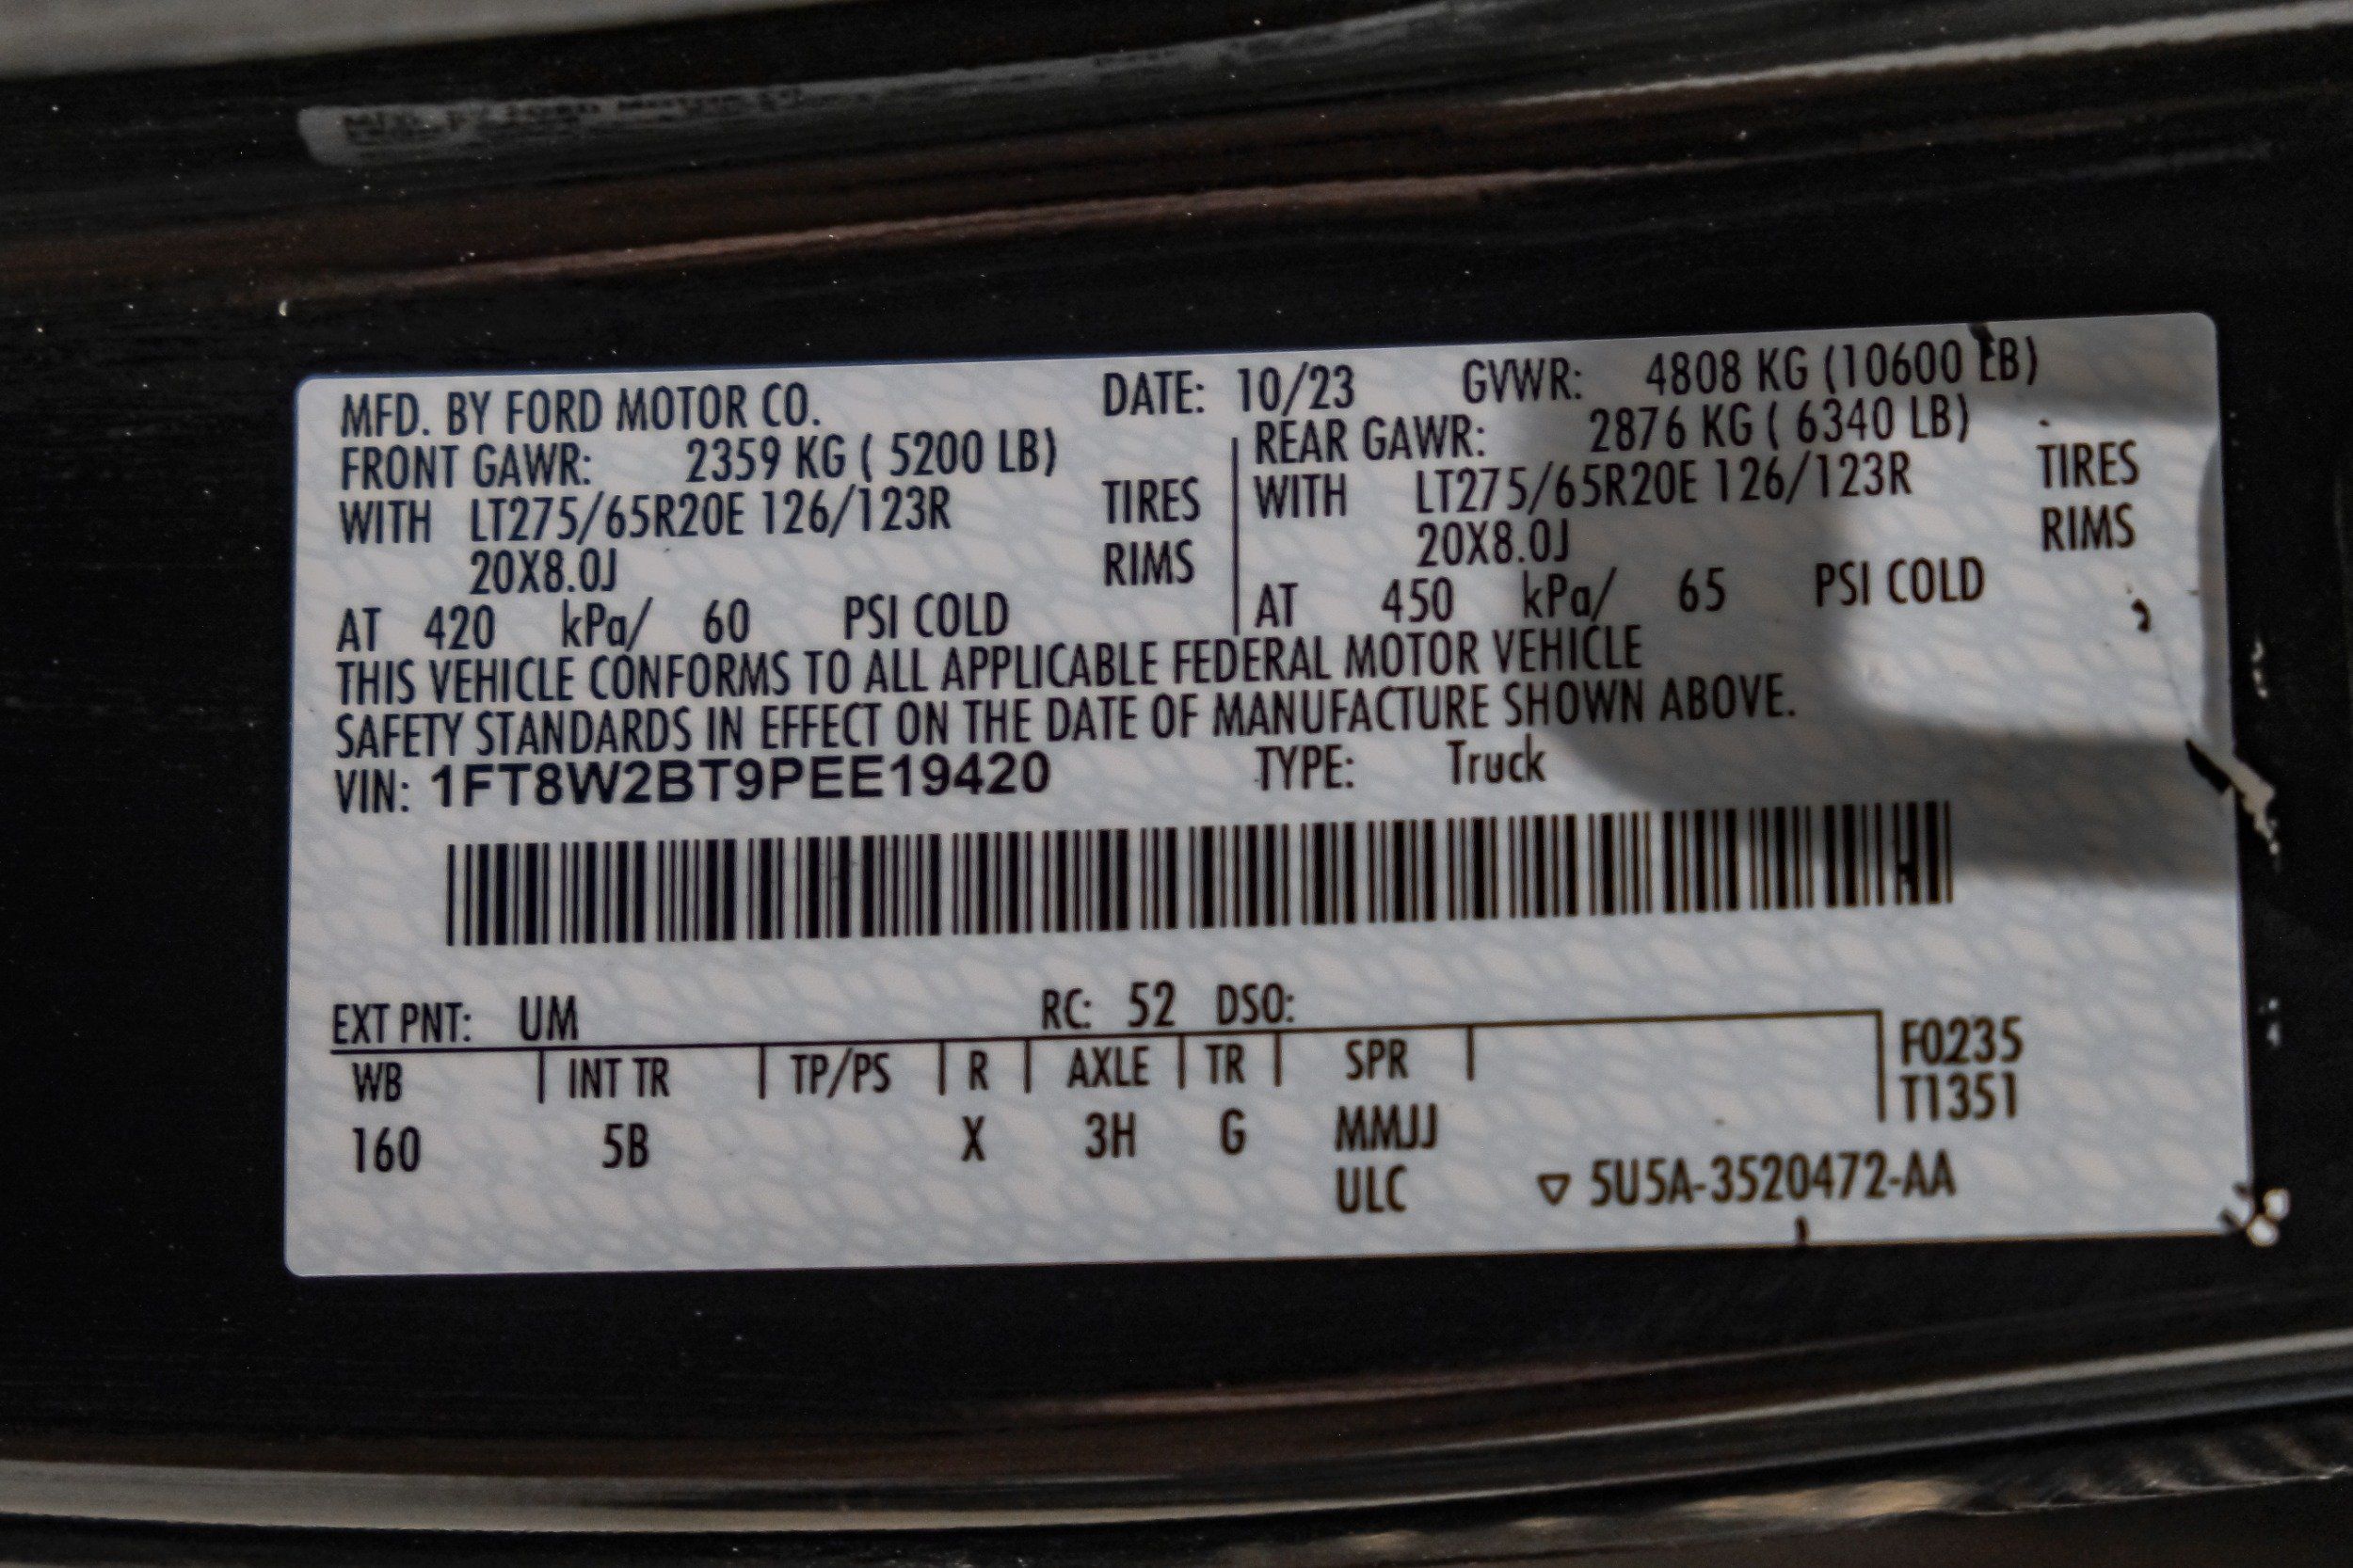 MFD. BY FORD MOTOR CO. DATE: 10/23 GVWR: 4808 KG (10600 LB)
FRONT GAWR: 2359 KG ( 5200 LB) REAR GAWR: 2876 KG ( 6340 LB)
WITH LT275/65R20E 126/123R TIRES WITH LT275/65R20E 126/123R TIRES
20X8.0J RIMS 20X8.0J RIMS
AT 420 kPa/ 60 PSI COLD AT 450 kPa/ 65 PSI COLD
THIS VEHICLE CONFORMS TO ALL APPLICABLE FEDERAL MOTOR VEHICLE
SAFETY STANDARDS IN EFFECT ON THE DATE OF MANUFACTURE SHOWN ABOVE.
VIN: 1FT8W2BT9PEE19420 TYPE: Truck
EXT PNT: UM RC: 52 DSO:
WB INT TR TP/PS R AXLE TR SPR F0235
T1351
160 5B X 3H G MMJJ
ULC ▽ 5U5A-3520472-AA